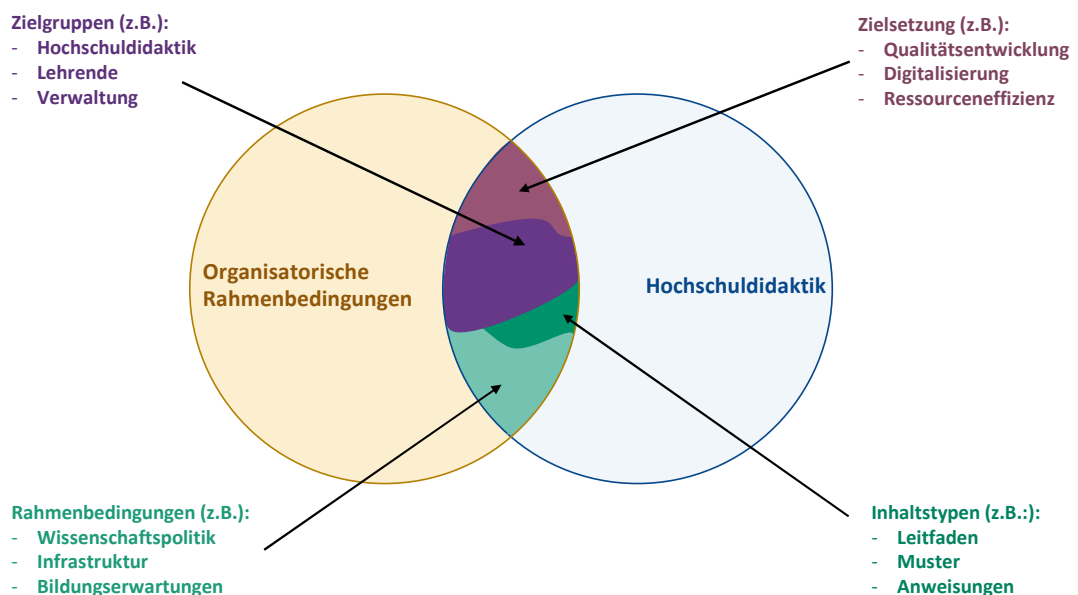 Zielgruppen (z.B.):
- Hochschuldidaktik
- Lehrende
- Verwaltung
Zielsetzung (z.B.):
- Qualitätsentwicklung
- Digitalisierung
- Ressourceneffizienz
Organisatorische
Rahmenbedingungen
Hochschuldidaktik
Rahmenbedingungen (z.B.):
- Wissenschaftspolitik
- Infrastruktur
- Bildungserwartungen
Inhaltstypen (z.B.:):
- Leitfaden
- Muster
- Anweisungen